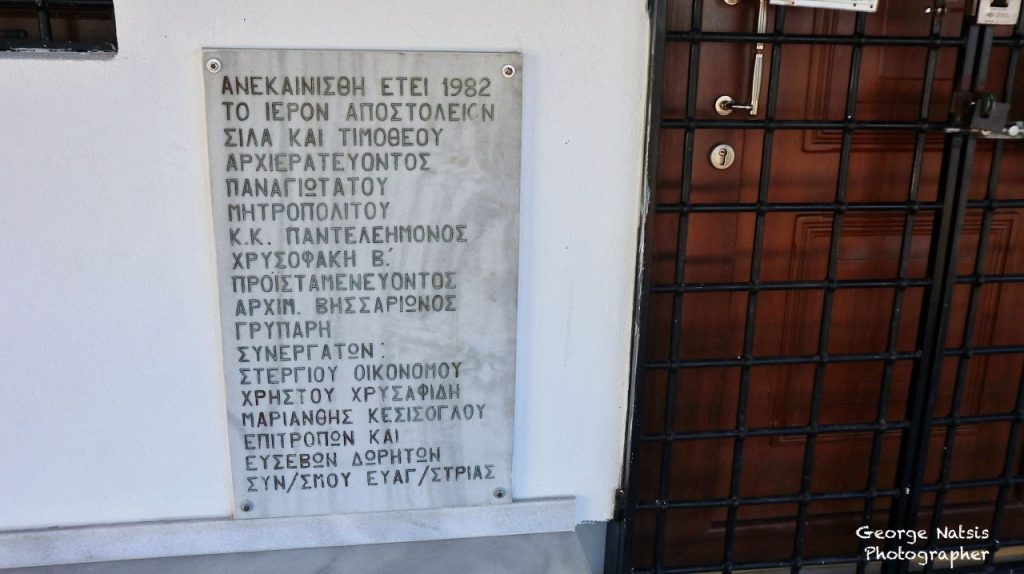 ΑΝΕΚΑΙΝΙΣΘΗ ΕΤΕΙ 1982
ΤΟ ΙΕΡΟΝ ΑΠΟΣΤΟΛΕΙΟΝ
ΣΙΛΑ ΚΑΙ ΤΙΜΟΘΕΟΥ
ΑΡΧΙΕΡΑΤΕΥΟΝΤΟΣ
ΠΑΝΑΓΙΩΤΑΤΟΥ
ΜΗΤΡΟΠΟΛΙΤΟΥ
Κ.Κ. ΠΑΝΤΕΛΕΗΜΟΝΟΣ
ΧΡΥΣΟΦΑΚΗ Β΄.
ΠΡΟΪΣΤΑΜΕΝΕΥΟΝΤΟΣ
ΑΡΧΙΜ. ΒΗΣΣΑΡΙΩΝΟΣ
ΓΡΥΠΑΡΗ
ΣΥΝΕΡΓΑΤΩΝ:
ΣΤΕΡΓΙΟΥ ΟΙΚΟΝΟΜΟΥ
ΧΡΗΣΤΟΥ ΧΡΥΣΑΦΙΔΗ
ΜΑΡΙΑΝΘΗΣ ΚΕΣΙΣΟΓΛΟΥ
ΕΠΙΤΡΟΠΩΝ ΚΑΙ
ΕΥΣΕΒΩΝ ΔΩΡΗΤΩΝ
ΣΥΝ/ΣΜΟΥ ΕΥΑΓ/ΣΤΡΙΑΣ
George Natsis
Photographer